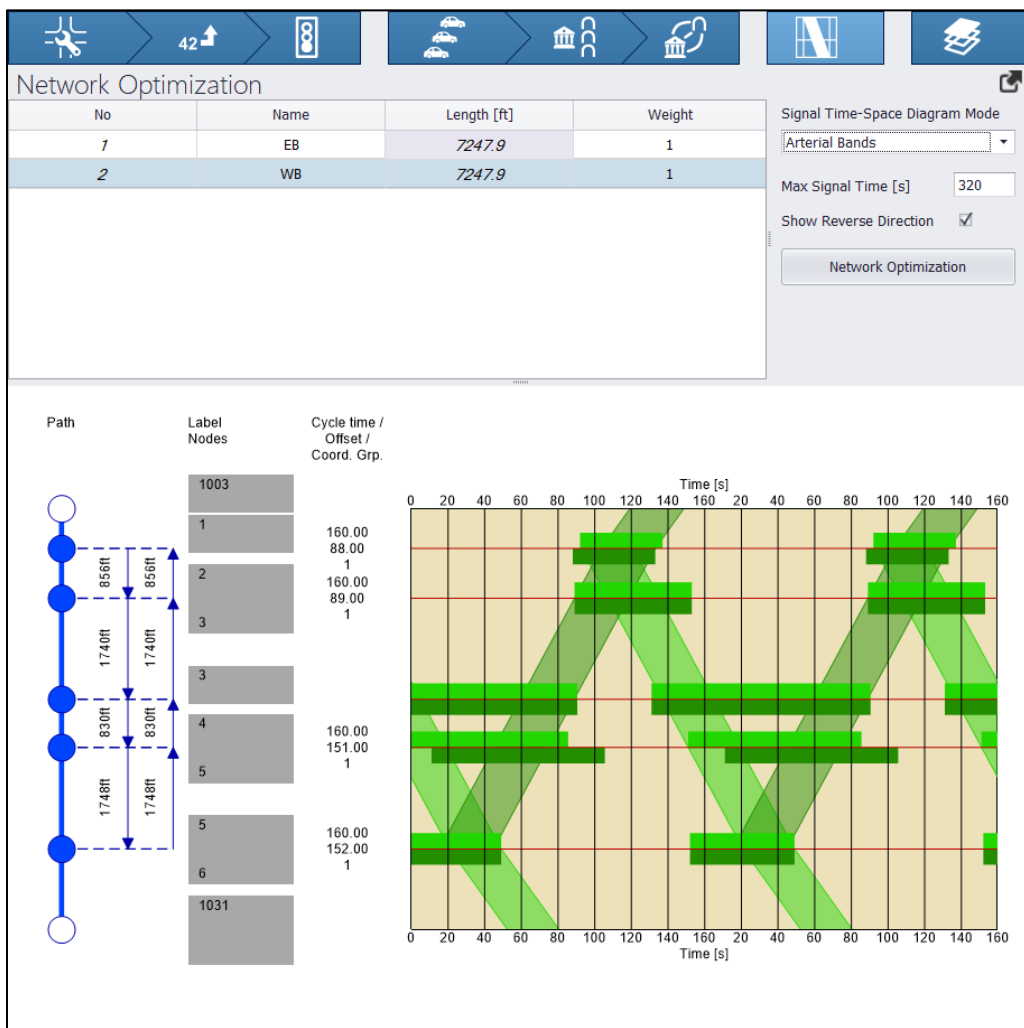 42
Network Optimization
No Name Length [ft] Weight
1 EB 7247.9 1
2 WB 7247.9 1
Signal Time-Space Diagram Mode
Arterial Bands
Max Signal Time [s] 320
Show Reverse Direction
Network Optimization
Path
Label
Nodes
Cycle time /
Offset /
Coord. Grp.
Time [s]
0 20 40 60 80 100 120 140 160 20 40 60 80 100 120 140 160
1003
1
160.00
88.00
1
856ft 856ft
2
3
160.00
89.00
1
1740ft 1740ft
3
830ft 830ft
4
5
160.00
151.00
1
1748ft 1748ft
5
6
160.00
152.00
1
1031
0 20 40 60 80 100 120 140 160 20 40 60 80 100 120 140 160
Time [s]